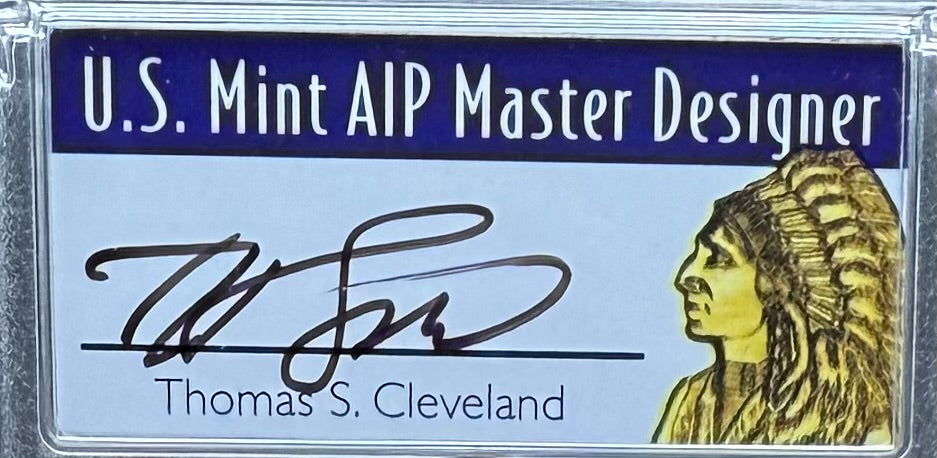 U.S. Mint AIP Master Designer
Thomas S. Cleveland